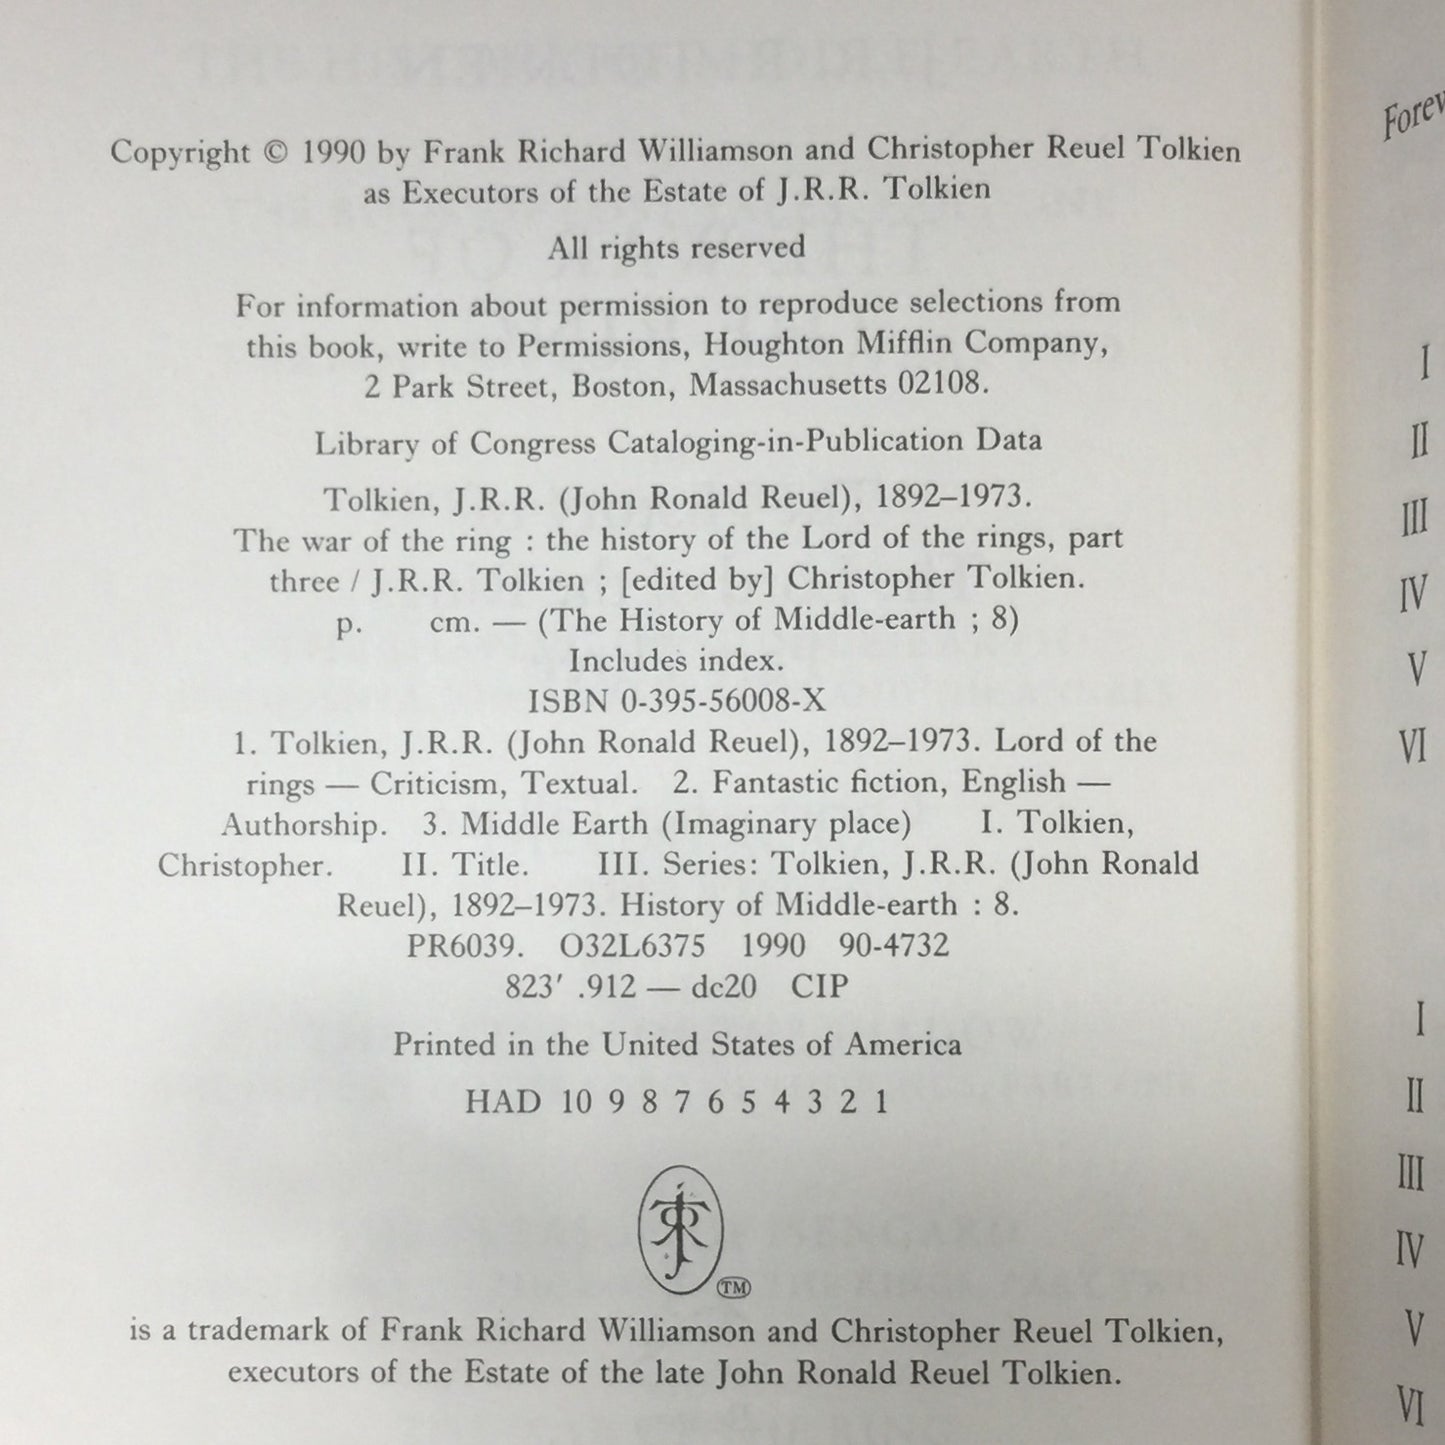 Copyright © 1990 by Frank Richard Williamson and Christopher Reuel Tolkien
as Executors of the Estate of J.R.R. Tolkien
All rights reserved
For information about permission to reproduce selections from
this book, write to Permissions, Houghton Mifflin Company,
2 Park Street, Boston, Massachusetts 02108.
Library of Congress Cataloging-in-Publication Data
Tolkien, J.R.R. (John Ronald Reuel), 1892–1973.
The war of the ring : the history of the Lord of the rings, part
three / J.R.R. Tolkien ; [edited by] Christopher Tolkien.
p. cm. — (The History of Middle-earth ; 8)
Includes index.
ISBN 0-395-56008-X
1. Tolkien, J.R.R. (John Ronald Reuel), 1892–1973. Lord of the
rings — Criticism, Textual. 2. Fantastic fiction, English —
Authorship. 3. Middle Earth (Imaginary place) I. Tolkien,
Christopher. II. Title. III. Series: Tolkien, J.R.R. (John Ronald
Reuel), 1892–1973. History of Middle-earth : 8.
PR6039. O32L6375 1990 90-4732
823′ .912 — dc20 CIP
Printed in the United States of America
HAD 10 9 8 7 6 5 4 3 2 1
TM
is a trademark of Frank Richard Williamson and Christopher Reuel Tolkien,
executors of the Estate of the late John Ronald Reuel Tolkien.
I
II
III
IV
V
VI
I
II
III
IV
V
VI